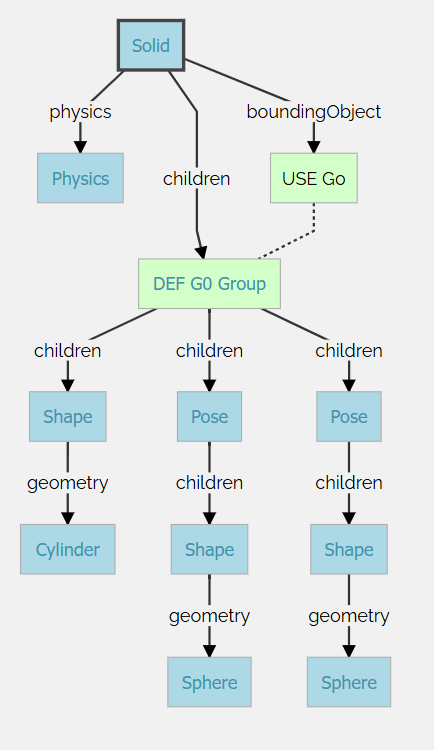 Solid
physics
boundingObject
Physics
children
USE Go
DEF G0 Group
children
children
children
Shape
Pose
Pose
geometry
children
children
Cylinder
Shape
Shape
geometry
geometry
Sphere
Sphere